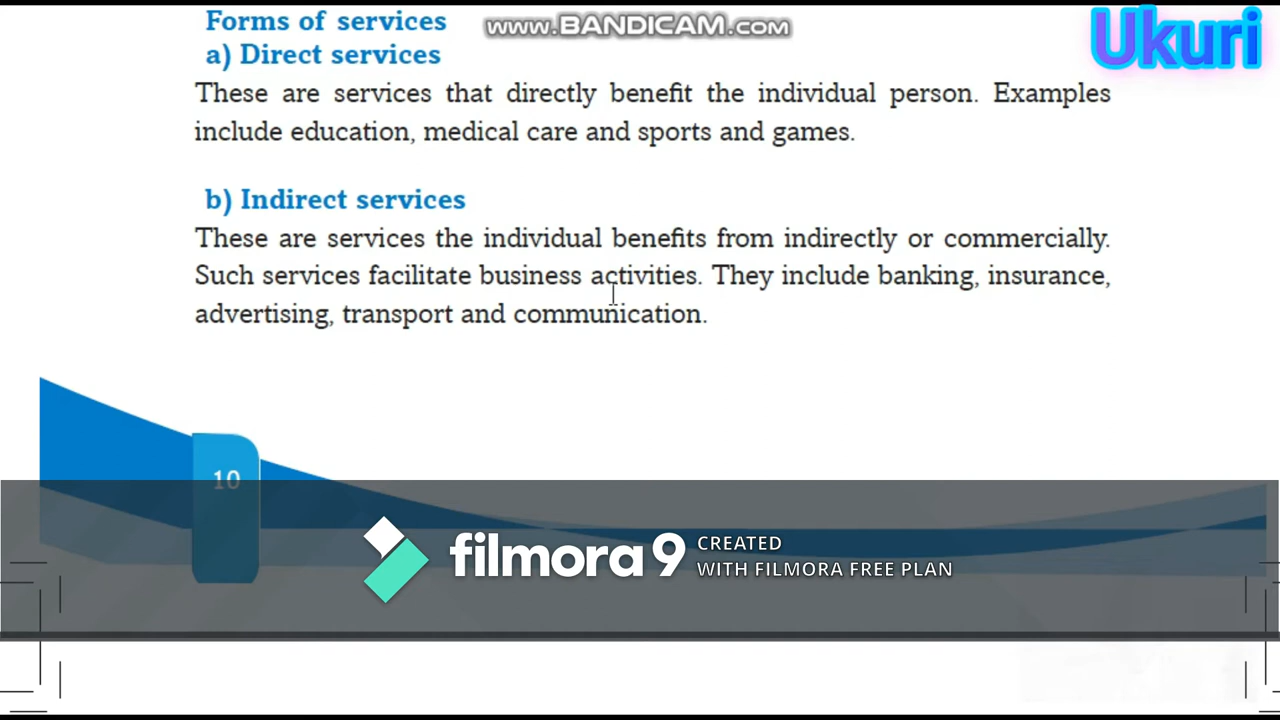 Forms of services
www.BANDICAM.com
Ukuri
a) Direct services
These are services that directly benefit the individual person. Examples
include education, medical care and sports and games.
b) Indirect services
These are services the individual benefits from indirectly or commercially.
Such services facilitate business activities. They include banking, insurance,
advertising, transport and communication.
10
filmora 9
CREATED
WITH FILMORA FREE PLAN